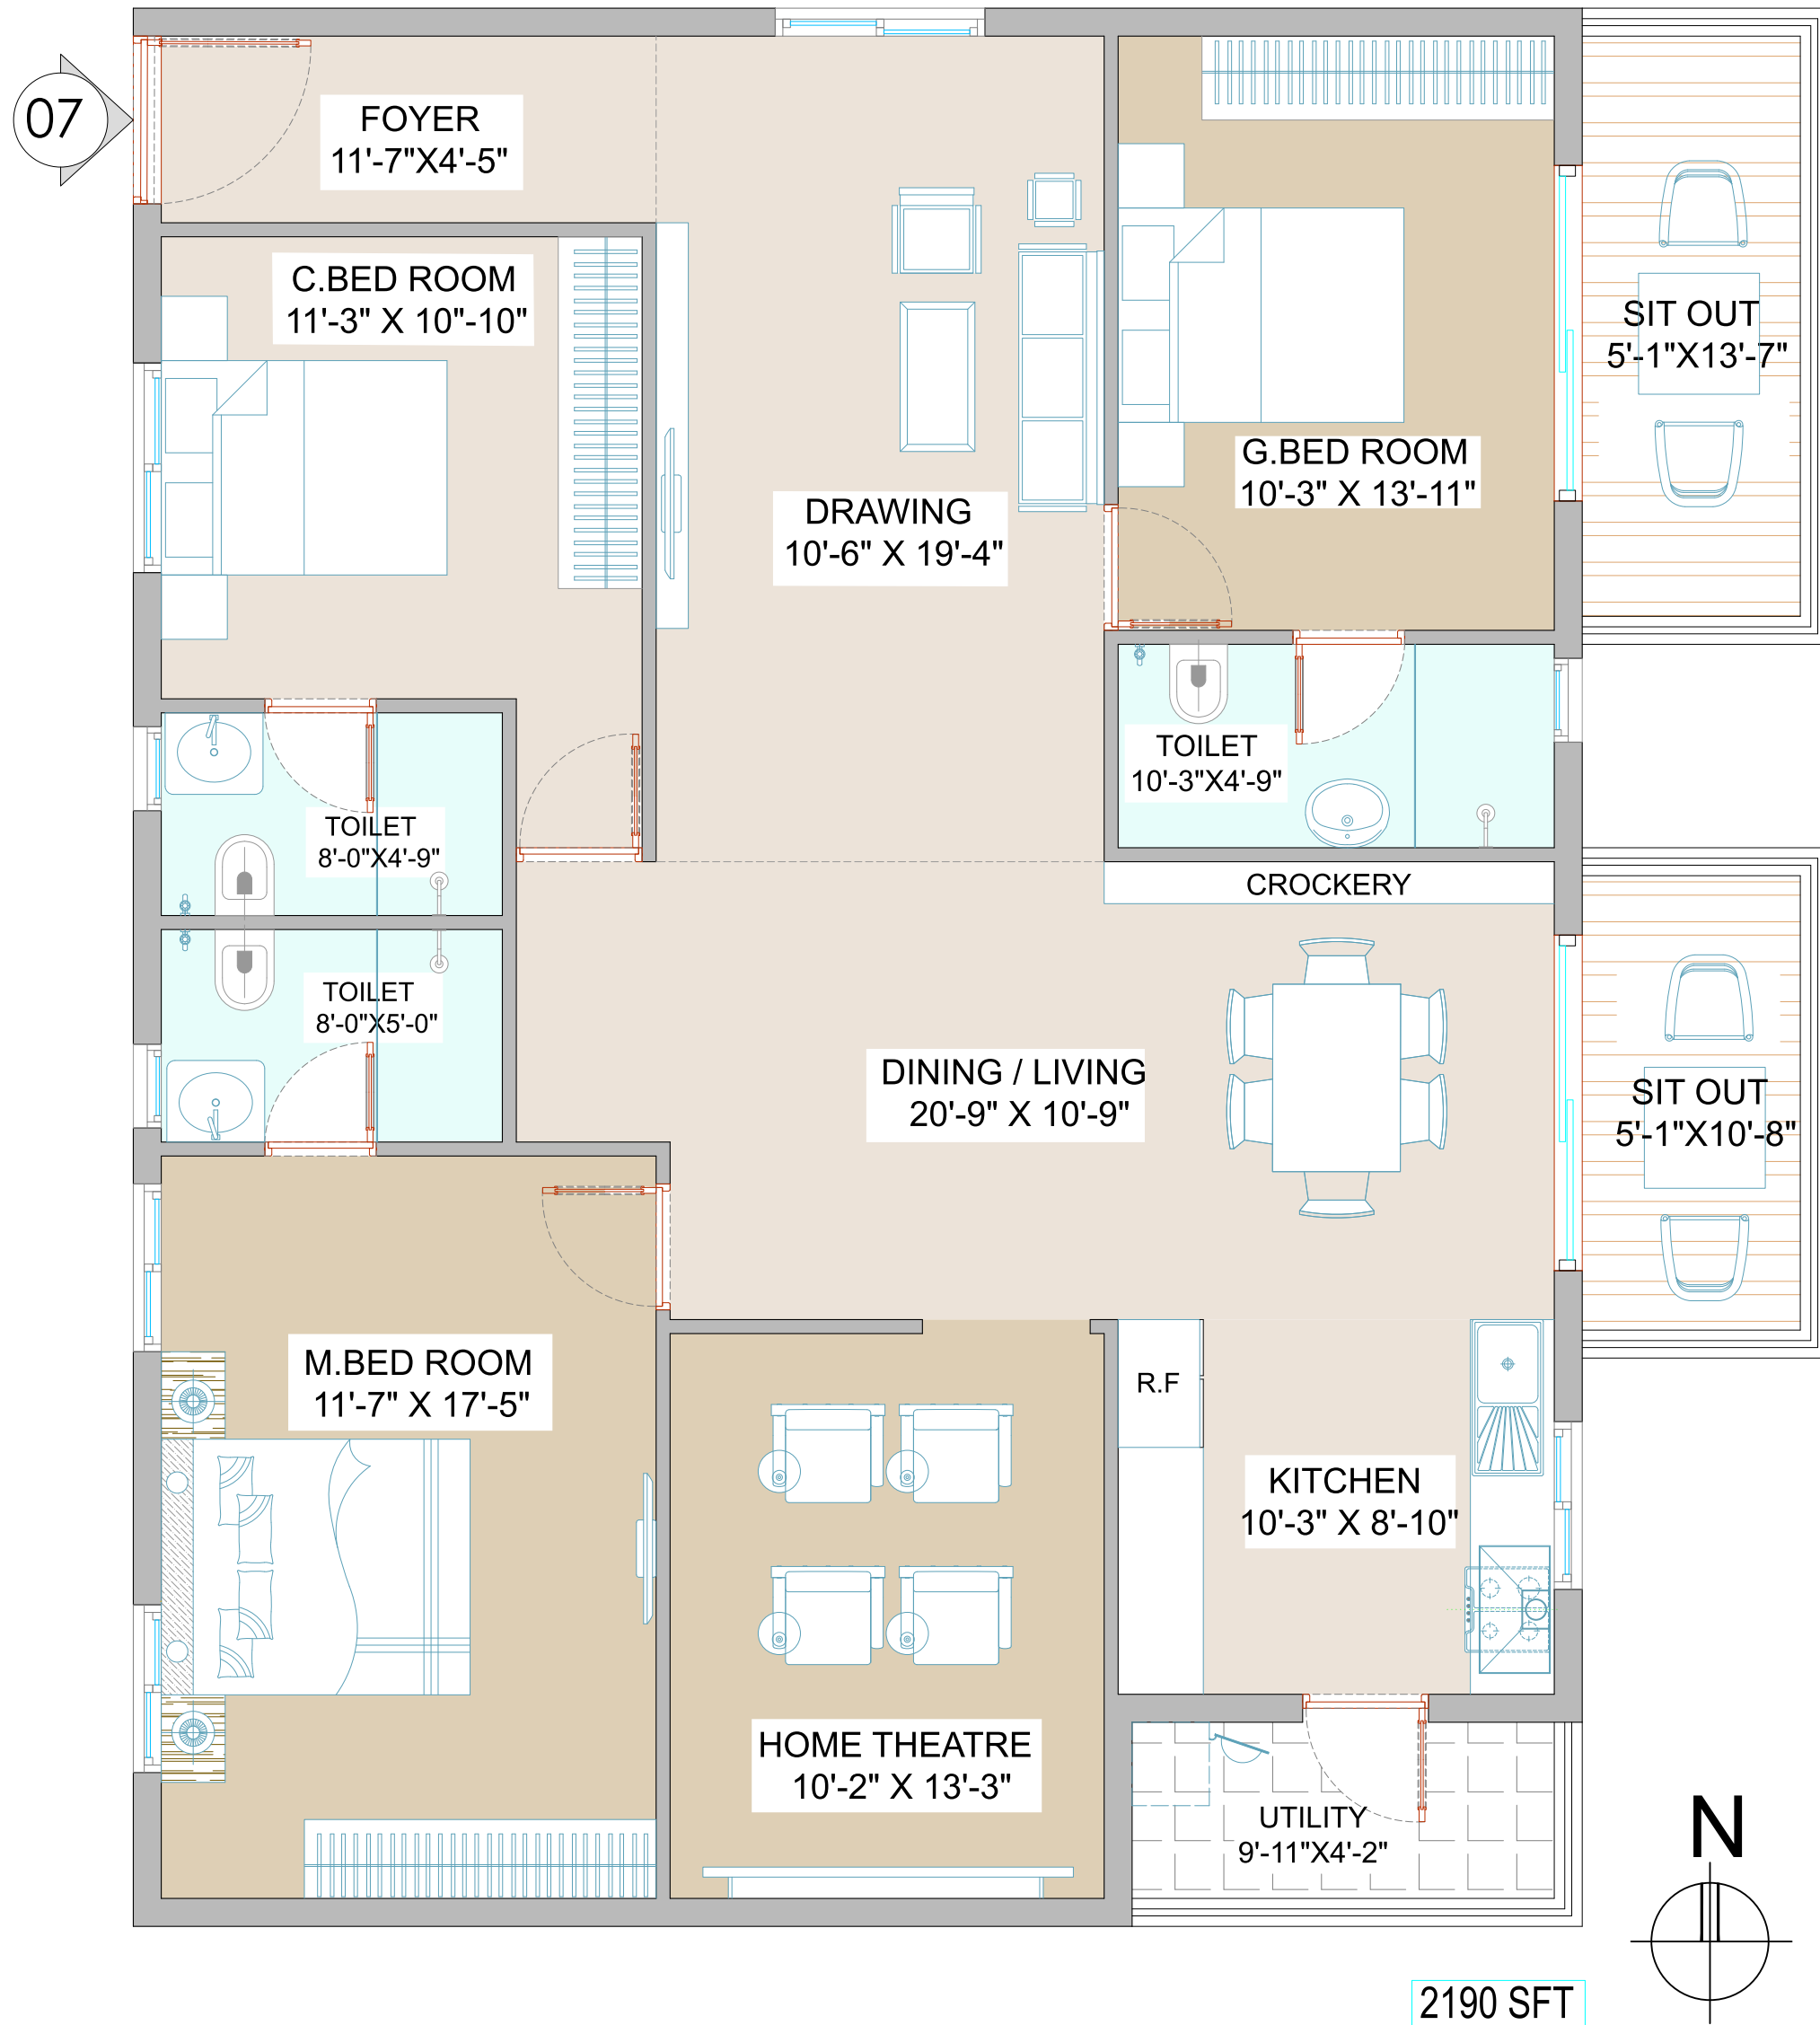 07
FOYER
11'-7"X4'-5"
C.BED ROOM
11'-3" X 10"-10"
SIT OUT
5'-1"X13'-7"
G.BED ROOM
10'-3" X 13'-11"
DRAWING
10'-6" X 19'-4"
TOILET
10'-3"X4'-9"
TOILET
8'-0"X4'-9"
CROCKERY
TOILET
8'-0"X5'-0"
DINING / LIVING
20'-9" X 10'-9"
SIT OUT
5'-1"X10'-8"
M.BED ROOM
11'-7" X 17'-5"
R.F
KITCHEN
10'-3" X 8'-10"
HOME THEATRE
10'-2" X 13'-3"
UTILITY
9'-11"X4'-2"
N
2190 SFT